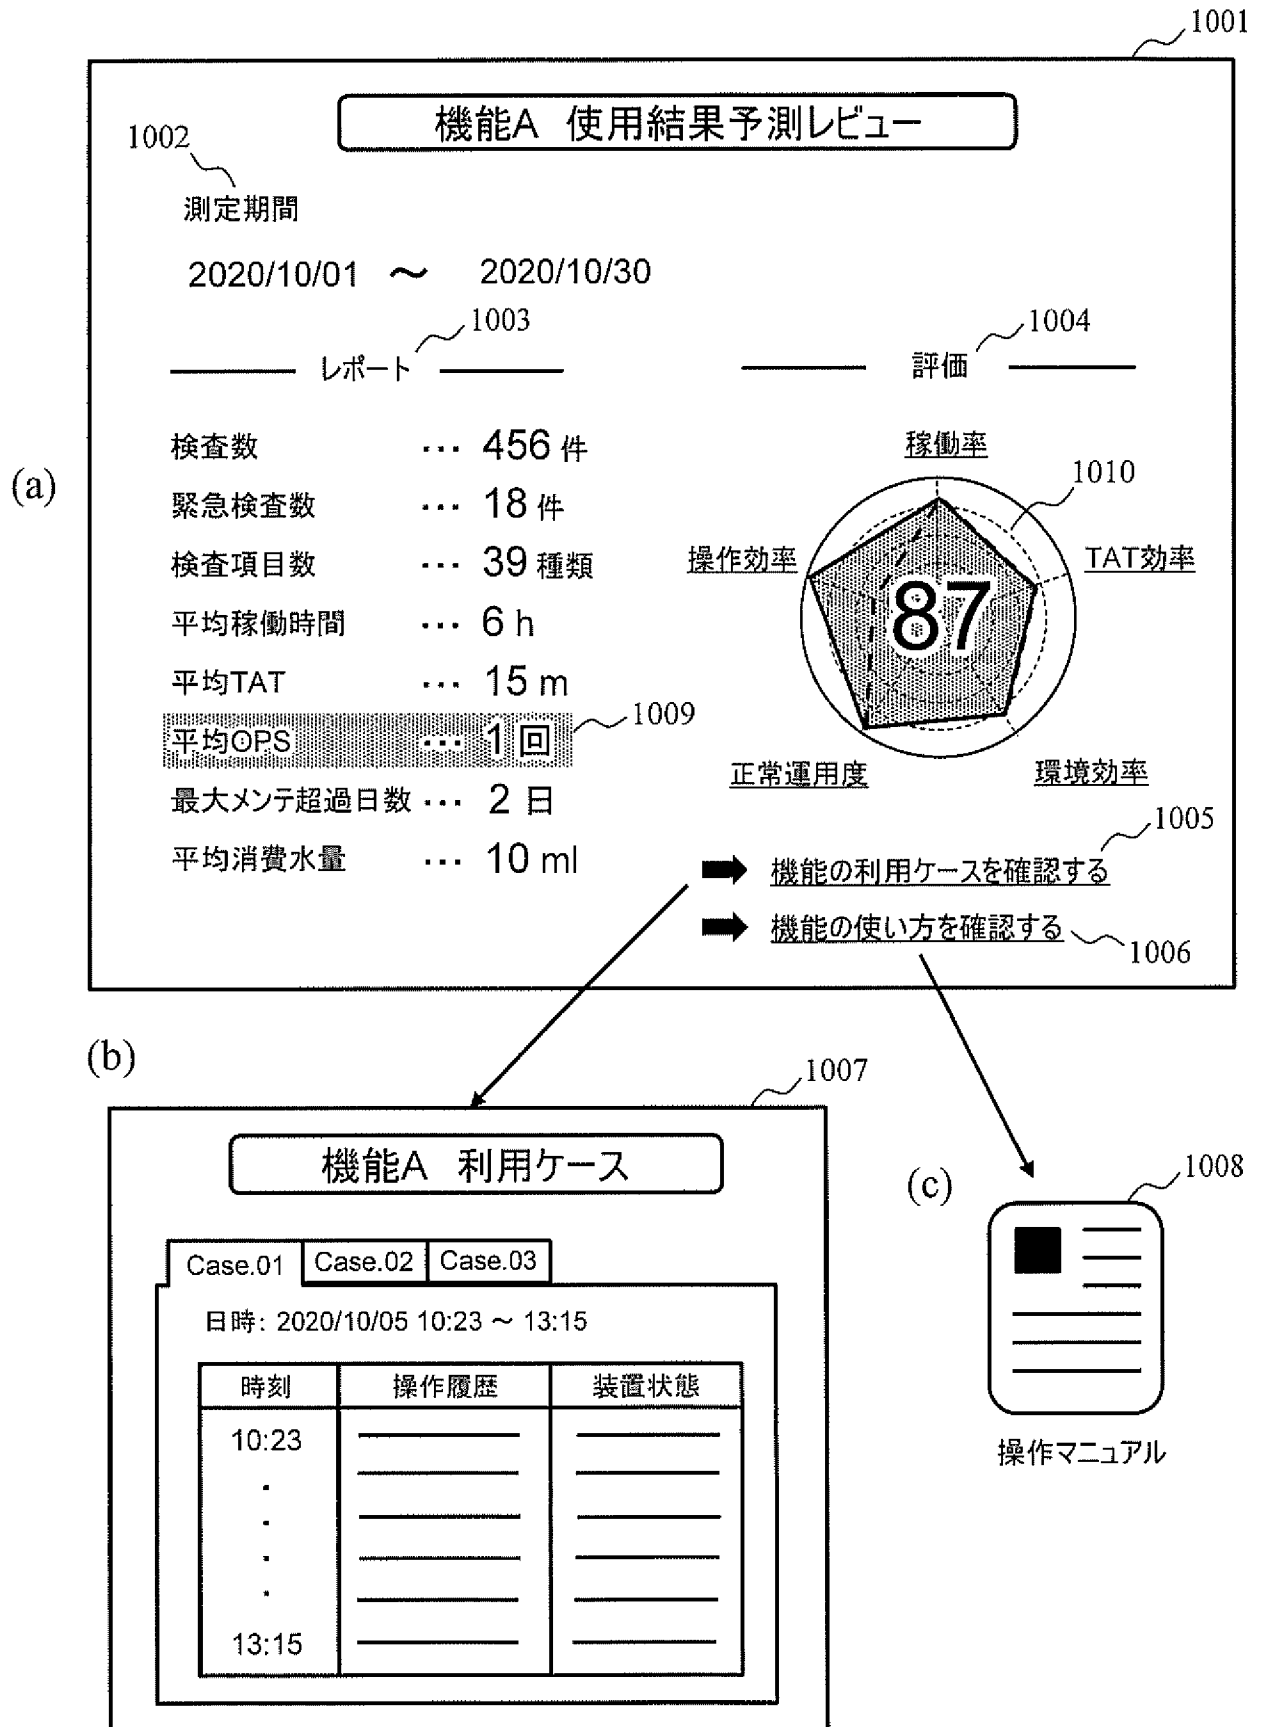 1001
機能A 使用結果予測レビュー
1002
測定期間
2020/10/01 ～ 2020/10/30
1003
1004
レポート
評価
(a)
検査数 … 456 件
緊急検査数 … 18 件
検査項目数 … 39 種類
平均稼働時間 … 6 h
平均TAT … 15 m
平均OPS … 1 回
1009
最大メンテ超過日数 … 2 日
平均消費水量 … 10 ml
稼働率
1010
操作効率
TAT効率
87
正常運用度
環境効率
1005
機能の利用ケースを確認する
機能の使い方を確認する
1006
(b)
1007
機能A 利用ケース
Case.01 Case.02 Case.03
日時: 2020/10/05 10:23 ～ 13:15
時刻 操作履歴 装置状態
10:23
13:15
(c)
1008
操作マニュアル